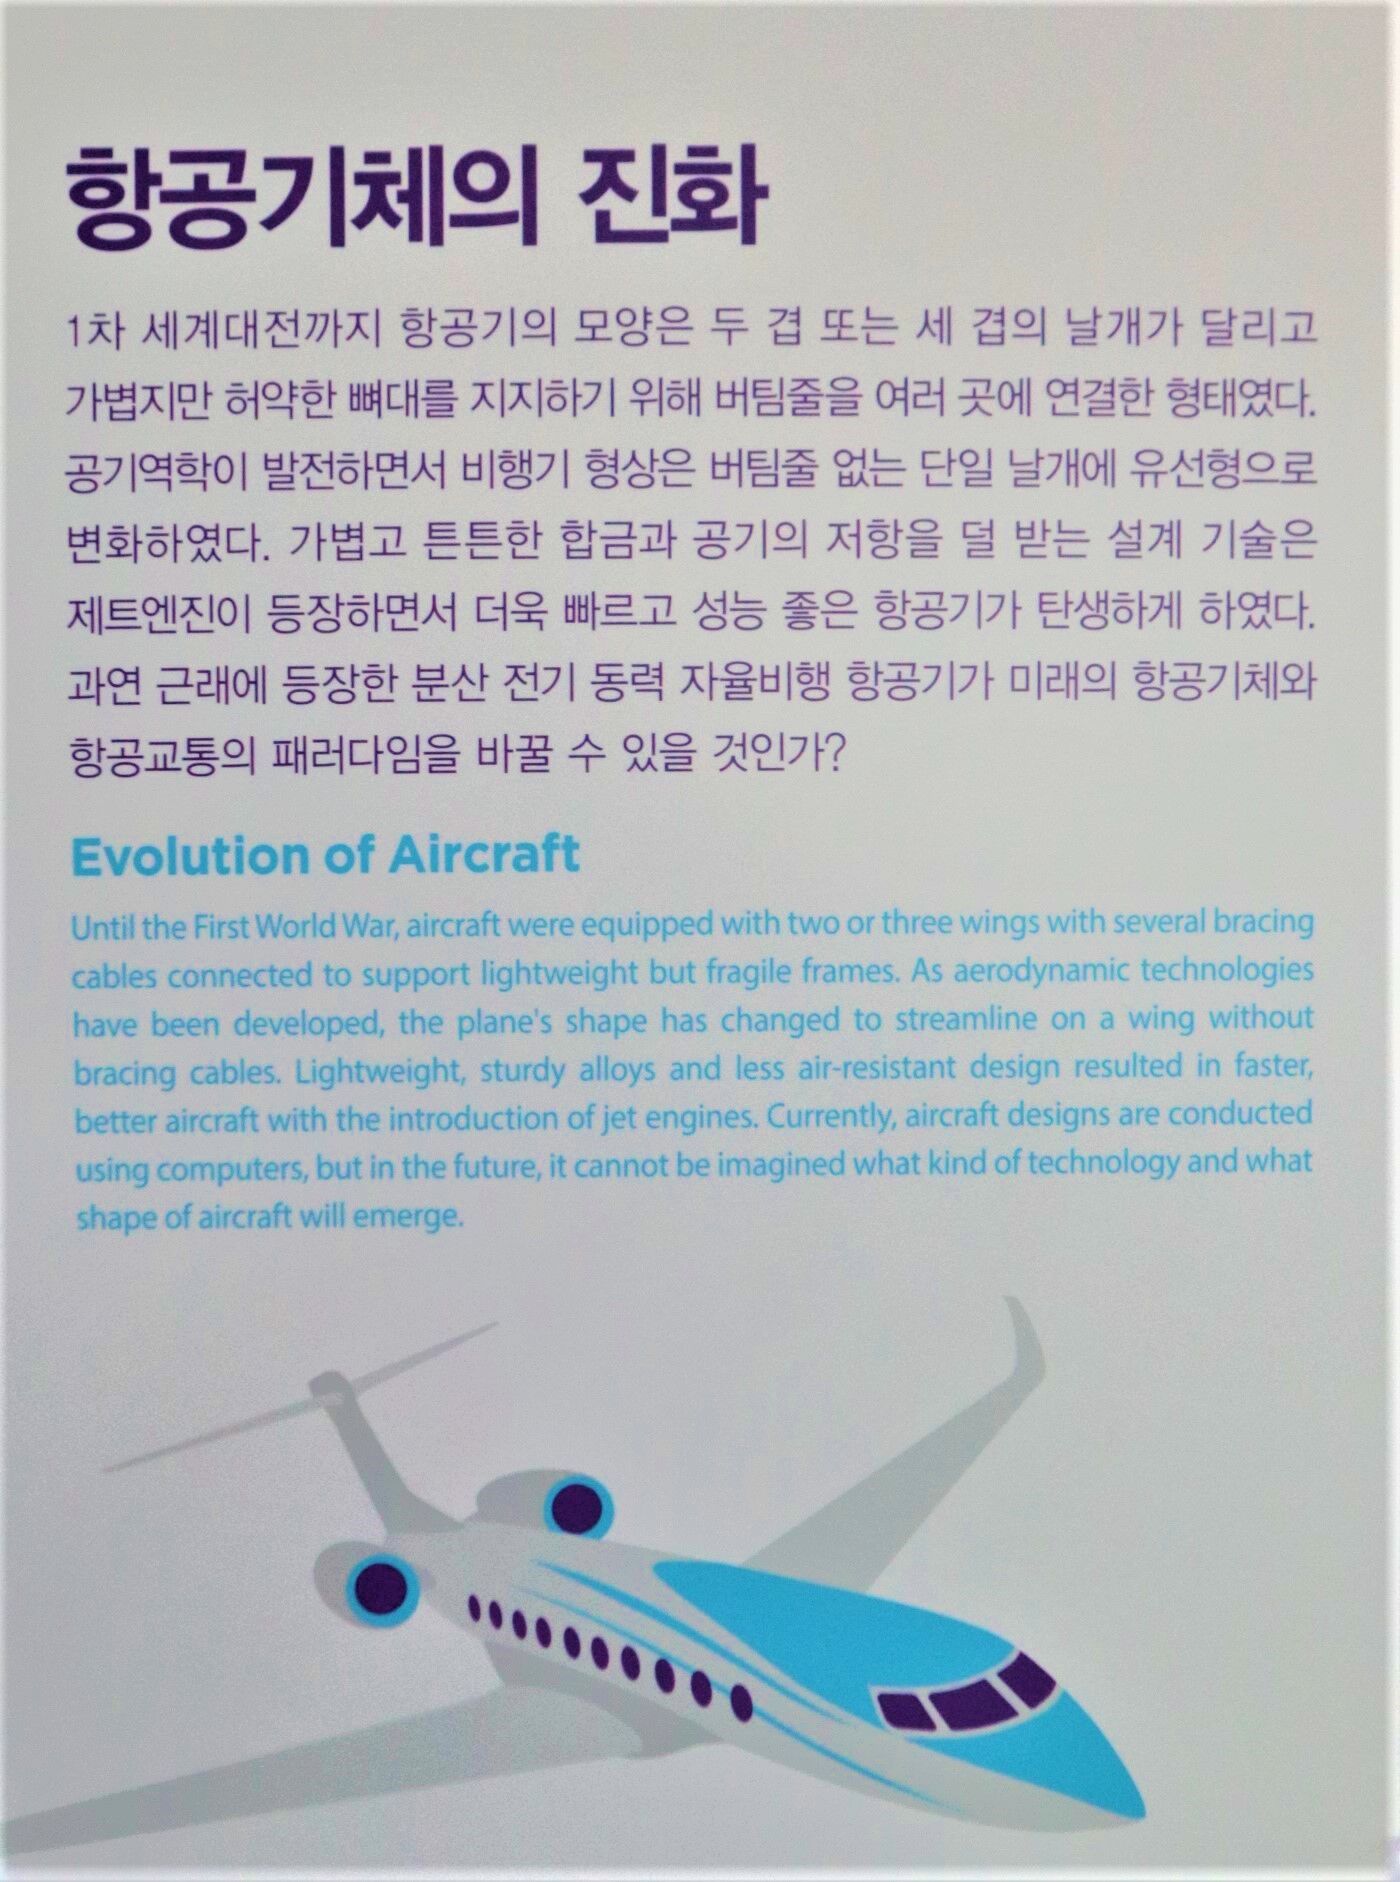 항공기체의 진화
1차 세계대전까지 항공기의 모양은 두 겹 또는 세 겹의 날개가 달리고
가볍지만 허약한 뼈대를 지지하기 위해 버팀줄을 여러 곳에 연결한 형태였다.
공기역학이 발전하면서 비행기 형상은 버팀줄 없는 단일 날개에 유선형으로
변화하였다. 가볍고 튼튼한 합금과 공기의 저항을 덜 받는 설계 기술은
제트엔진이 등장하면서 더욱 빠르고 성능 좋은 항공기가 탄생하게 하였다.
과연 근래에 등장한 분산 전기 동력 자율비행 항공기가 미래의 항공기체와
항공교통의 패러다임을 바꿀 수 있을 것인가?
Evolution of Aircraft
Until the First World War, aircraft were equipped with two or three wings with several bracing
cables connected to support lightweight but fragile frames. As aerodynamic technologies
have been developed, the plane's shape has changed to streamline on a wing without
bracing cables. Lightweight, sturdy alloys and less air-resistant design resulted in faster,
better aircraft with the introduction of jet engines. Currently, aircraft designs are conducted
using computers, but in the future, it cannot be imagined what kind of technology and what
shape of aircraft will emerge.